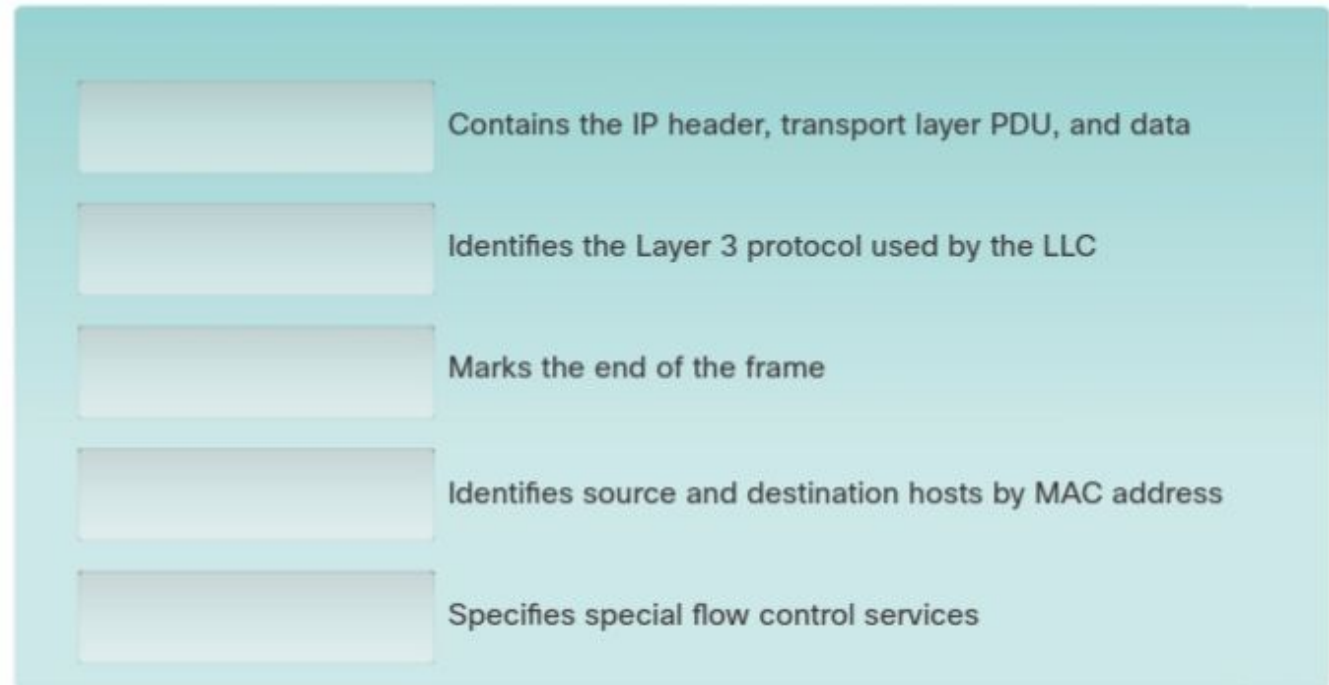 Contains the IP header, transport layer PDU, and data
Identifies the Layer 3 protocol used by the LLC
Marks the end of the frame
Identifies source and destination hosts by MAC address
Specifies special flow control services